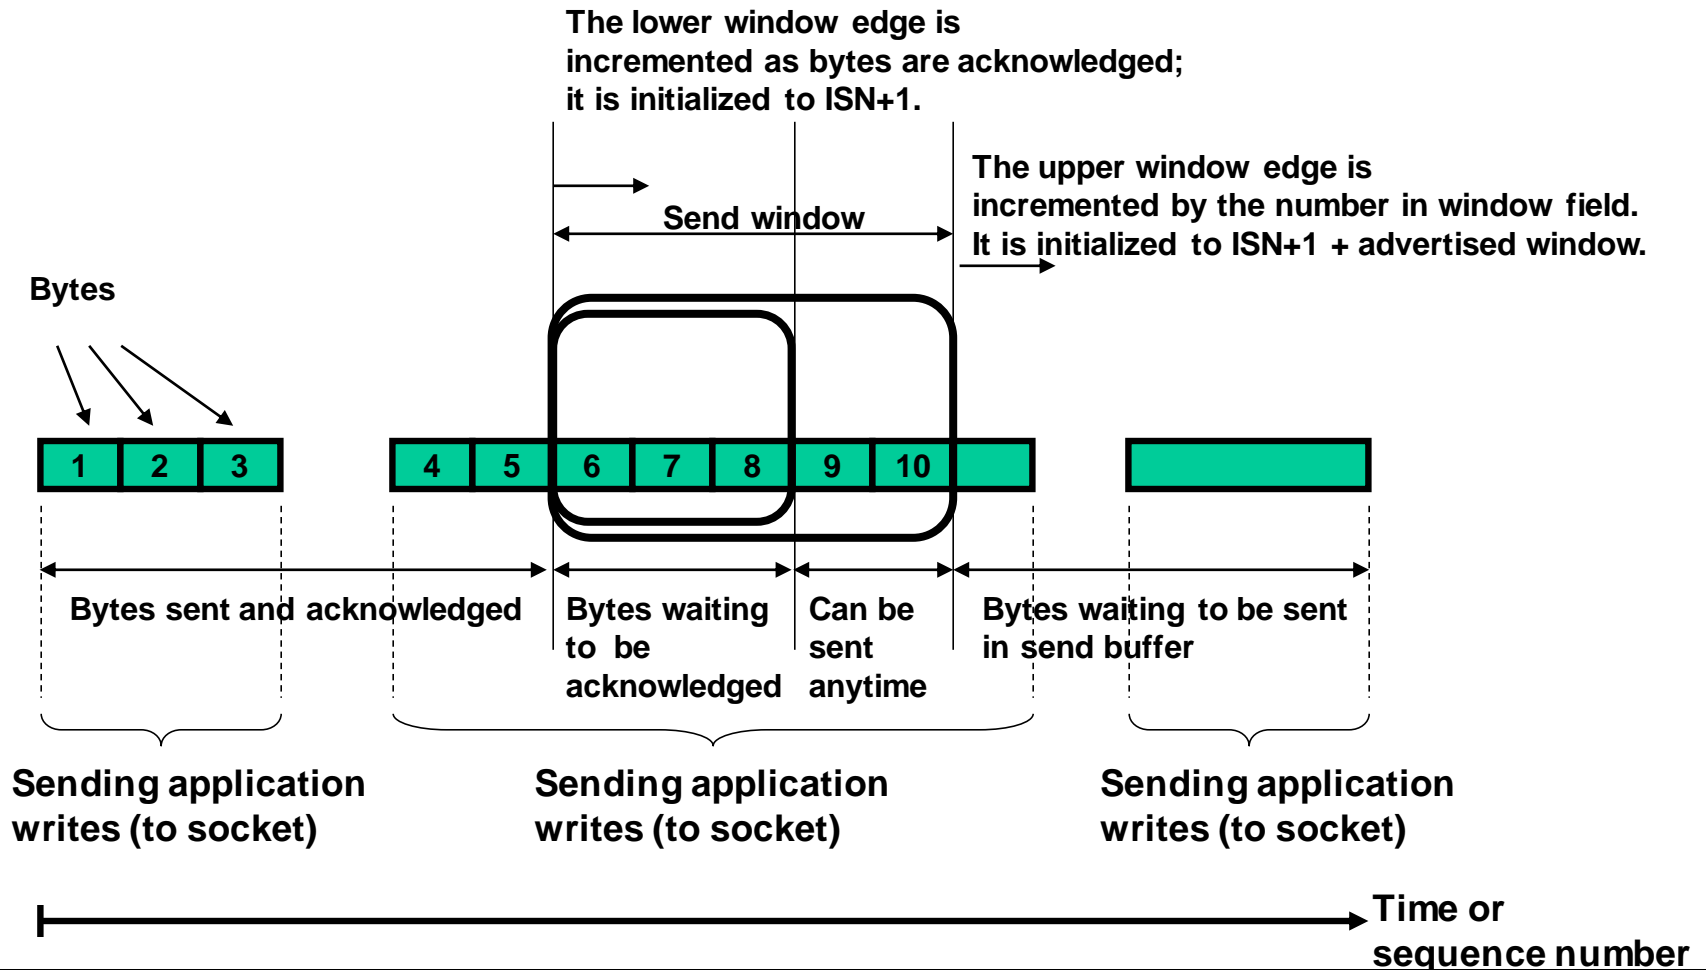 The lower window edge is
incremented as bytes are acknowledged;
it is initialized to ISN+1.
The upper window edge is
incremented by the number in window field.
It is initialized to ISN+1 + advertised window.
Send window
Bytes
1 2 3 4 5 6 7 8 9 10
Bytes sent and acknowledged
Bytes waiting
to be
acknowledged
Can be
sent
anytime
Bytes waiting to be sent
in send buffer
Sending application
writes (to socket)
Sending application
writes (to socket)
Sending application
writes (to socket)
Time or
sequence number